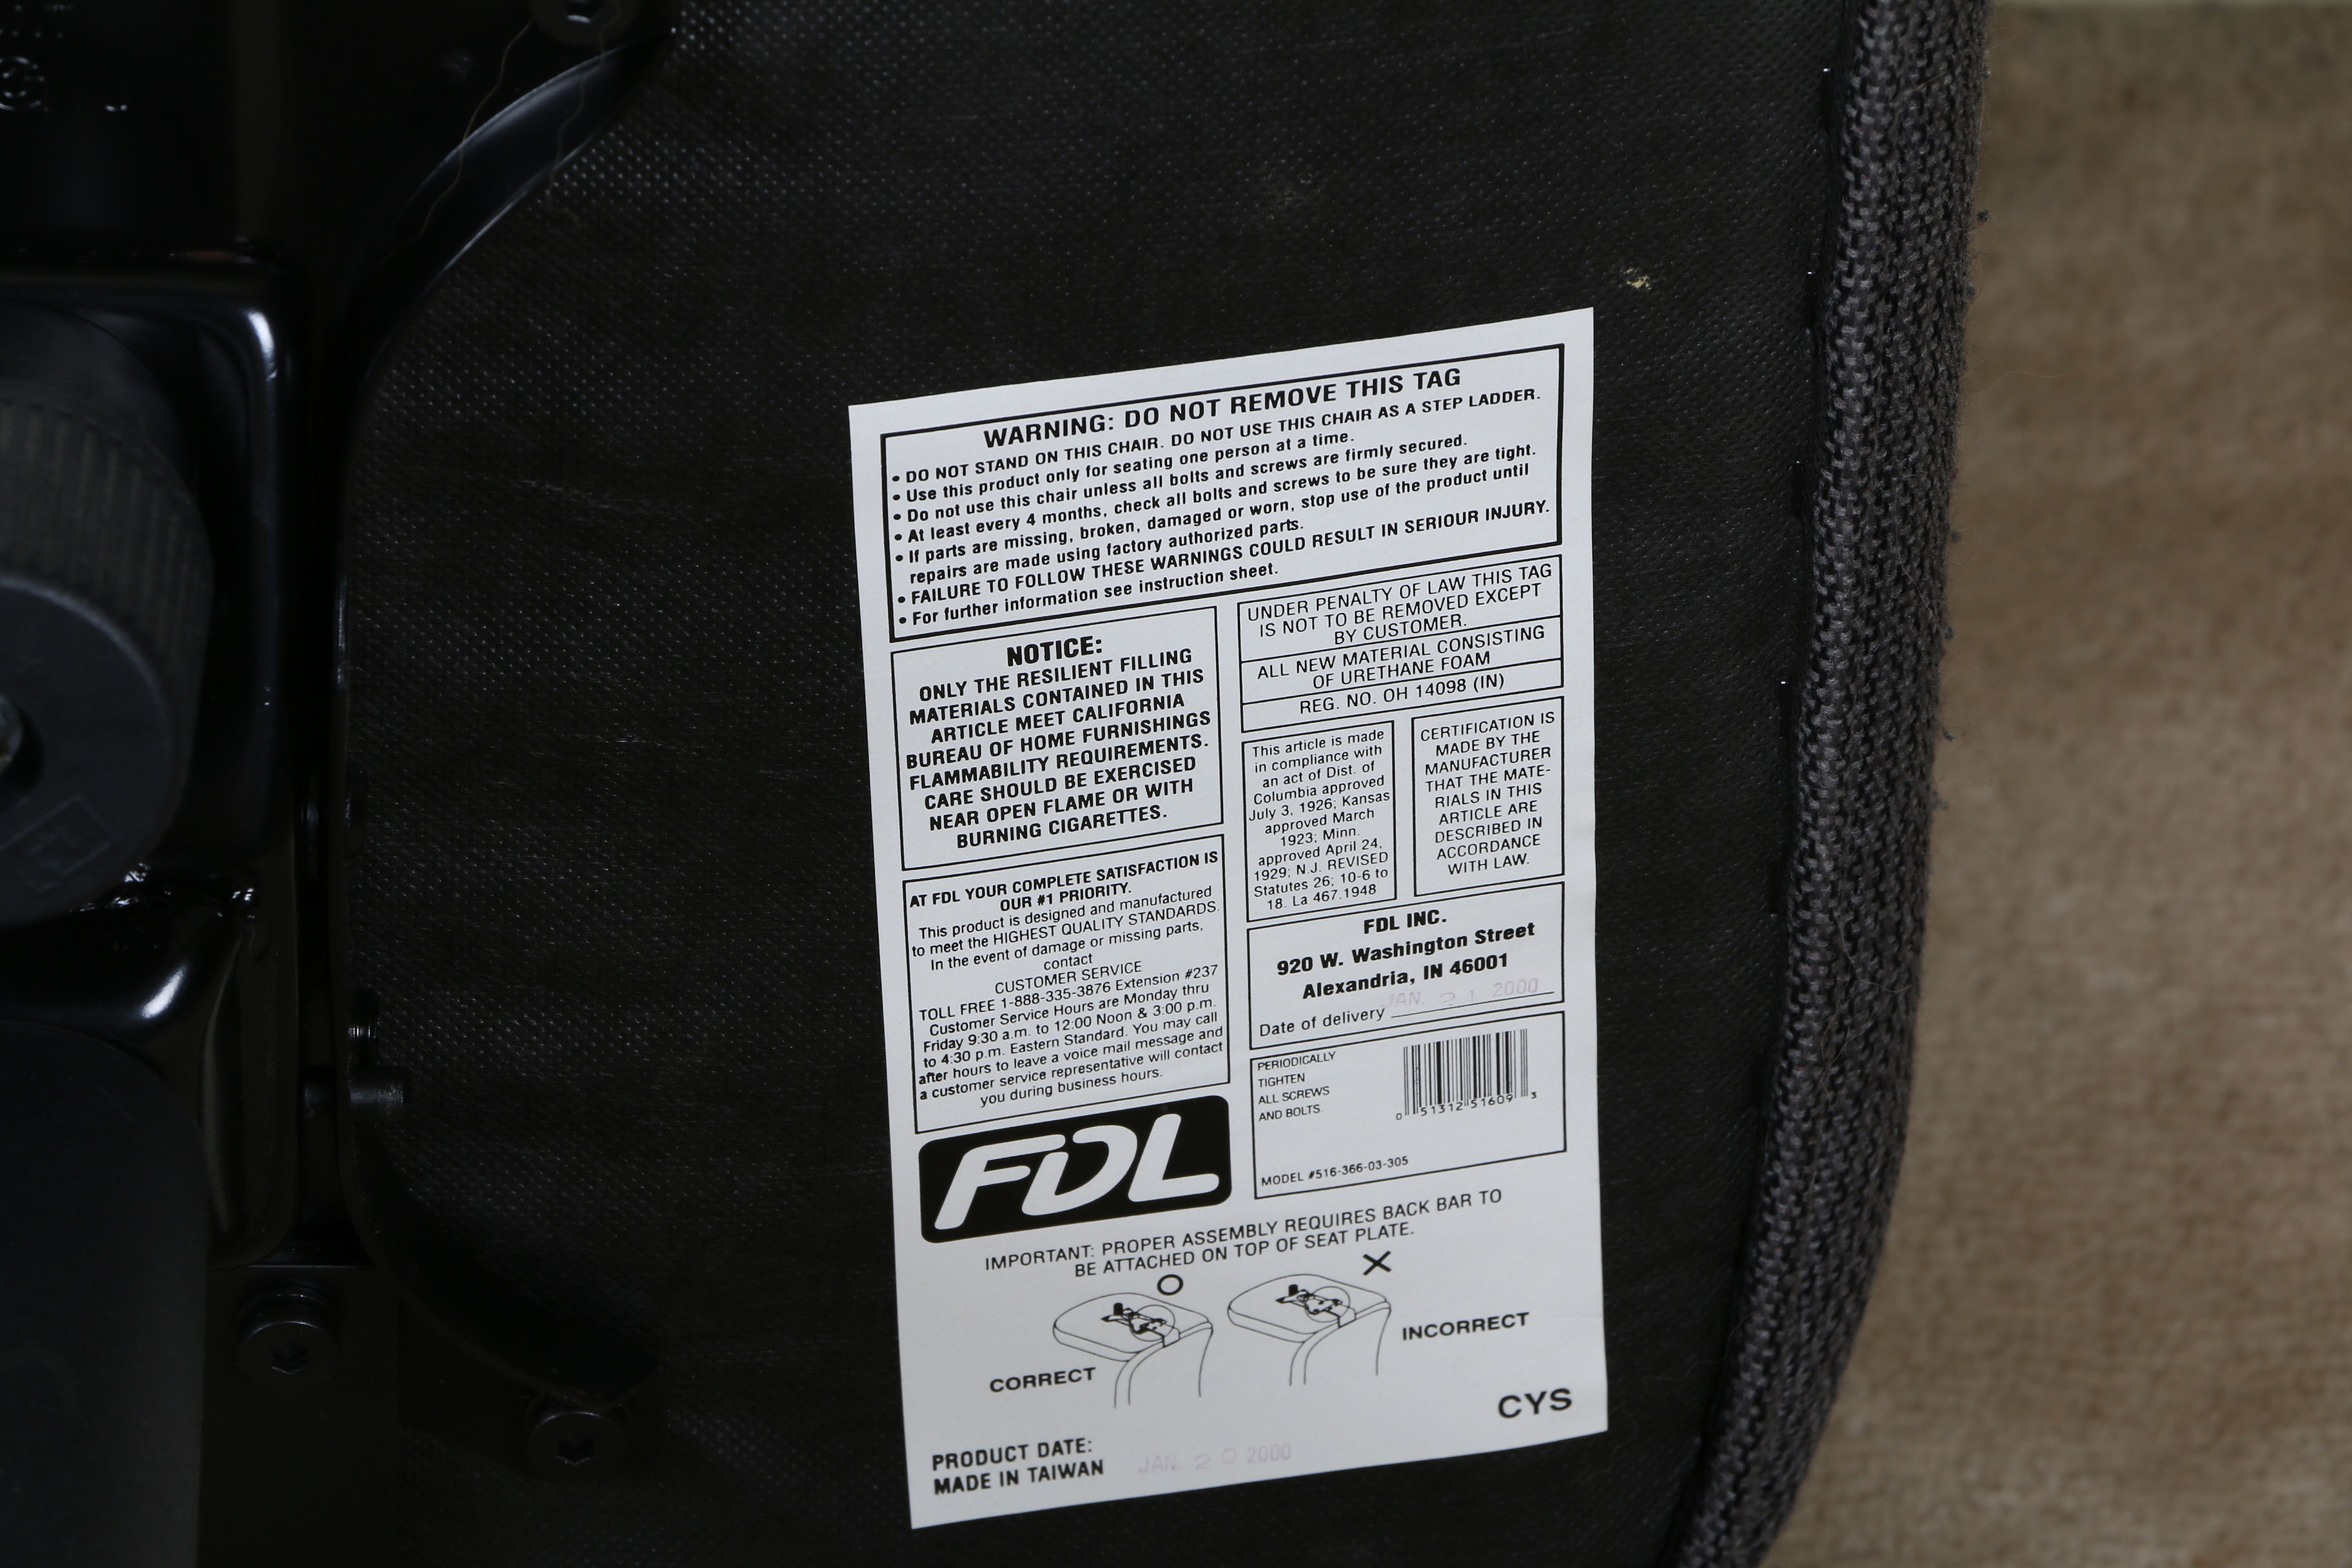 WARNING: DO NOT REMOVE THIS TAG
• DO NOT STAND ON THIS CHAIR. DO NOT USE THIS CHAIR AS A STEP LADDER.
• Use this product only for seating one person at a time.
• Do not use this chair unless all bolts and screws are firmly secured.
• At least every 4 months, check all bolts and screws to be sure they are tight.
• If parts are missing, broken, damaged or worn, stop use of the product until
repairs are made using factory authorized parts.
• FAILURE TO FOLLOW THESE WARNINGS COULD RESULT IN SERIOUR INJURY.
• For further information see instruction sheet.
NOTICE:
ONLY THE RESILIENT FILLING
MATERIALS CONTAINED IN THIS
ARTICLE MEET CALIFORNIA
BUREAU OF HOME FURNISHINGS
FLAMMABILITY REQUIREMENTS.
CARE SHOULD BE EXERCISED
NEAR OPEN FLAME OR WITH
BURNING CIGARETTES.
AT FDL YOUR COMPLETE SATISFACTION IS
OUR #1 PRIORITY.
This product is designed and manufactured
to meet the HIGHEST QUALITY STANDARDS.
In the event of damage or missing parts,
contact
CUSTOMER SERVICE
TOLL FREE 1-888-335-3876 Extension #237
Customer Service Hours are Monday thru
Friday 9:30 a.m. to 12:00 Noon & 3:00 p.m.
to 4:30 p.m. Eastern Standard. You may call
after hours to leave a voice mail message and
a customer service representative will contact
you during business hours.
FDL
UNDER PENALTY OF LAW THIS TAG
IS NOT TO BE REMOVED EXCEPT
BY CUSTOMER.
ALL NEW MATERIAL CONSISTING
OF URETHANE FOAM
REG. NO. OH 14098 (IN)
This article is made
in compliance with
an act of Dist. of
Columbia approved
July 3, 1926; Kansas
approved March
1923; Minn.
approved April 24,
1929; N.J. REVISED
Statutes 26; 10-6 to
18. La 467.1948
CERTIFICATION IS
MADE BY THE
MANUFACTURER
THAT THE MATE-
RIALS IN THIS
ARTICLE ARE
DESCRIBED IN
ACCORDANCE
WITH LAW.
FDL INC.
920 W. Washington Street
Alexandria, IN 46001
Date of delivery JAN. 21 2000
PERIODICALLY
TIGHTEN
ALL SCREWS
AND BOLTS.
0 51312 51609 3
MODEL #516-366-03-305
IMPORTANT: PROPER ASSEMBLY REQUIRES BACK BAR TO
BE ATTACHED ON TOP OF SEAT PLATE.
CORRECT
INCORRECT
CYS
PRODUCT DATE: JAN. 20 2000
MADE IN TAIWAN